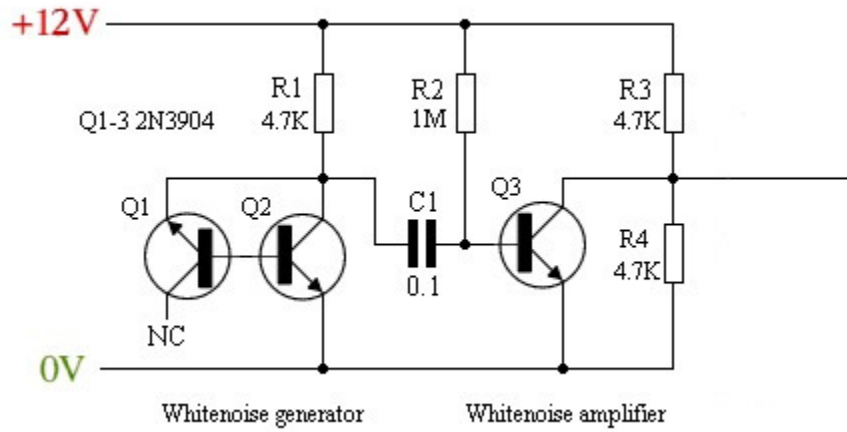 +12V
R1
4.7K
R2
1M
R3
4.7K
Q1-3 2N3904
Q1
Q2
C1
0.1
Q3
R4
4.7K
NC
0V
Whitenoise generator
Whitenoise amplifier